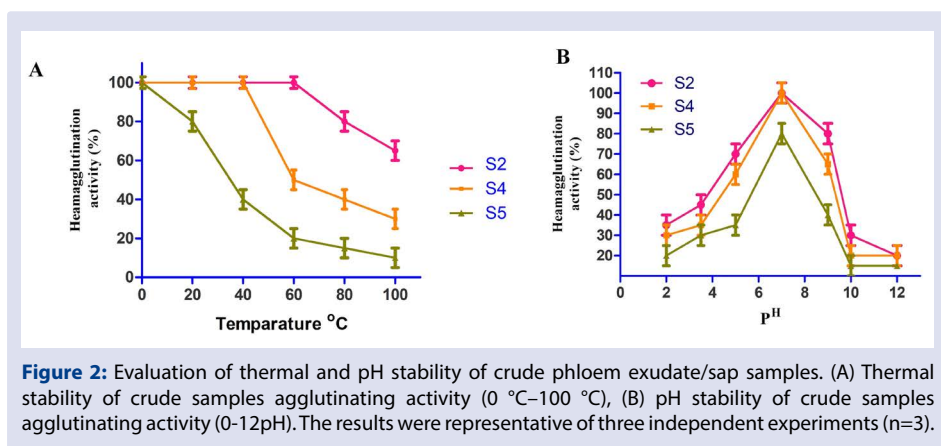 A
Heamagglutination
activity (%)
100
80
60
40
20
0
0 20 40 60 80 100
Temparature °C
S2
S4
S5
B
Heamagglutination
activity (%)
110
100
90
80
70
60
50
40
30
20
S2
S4
S5
0 2 4 6 8 10 12
P^H
Figure 2: Evaluation of thermal and pH stability of crude phloem exudate/sap samples. (A) Thermal
stability of crude samples agglutinating activity (0 °C–100 °C), (B) pH stability of crude samples
agglutinating activity (0-12pH). The results were representative of three independent experiments (n=3).